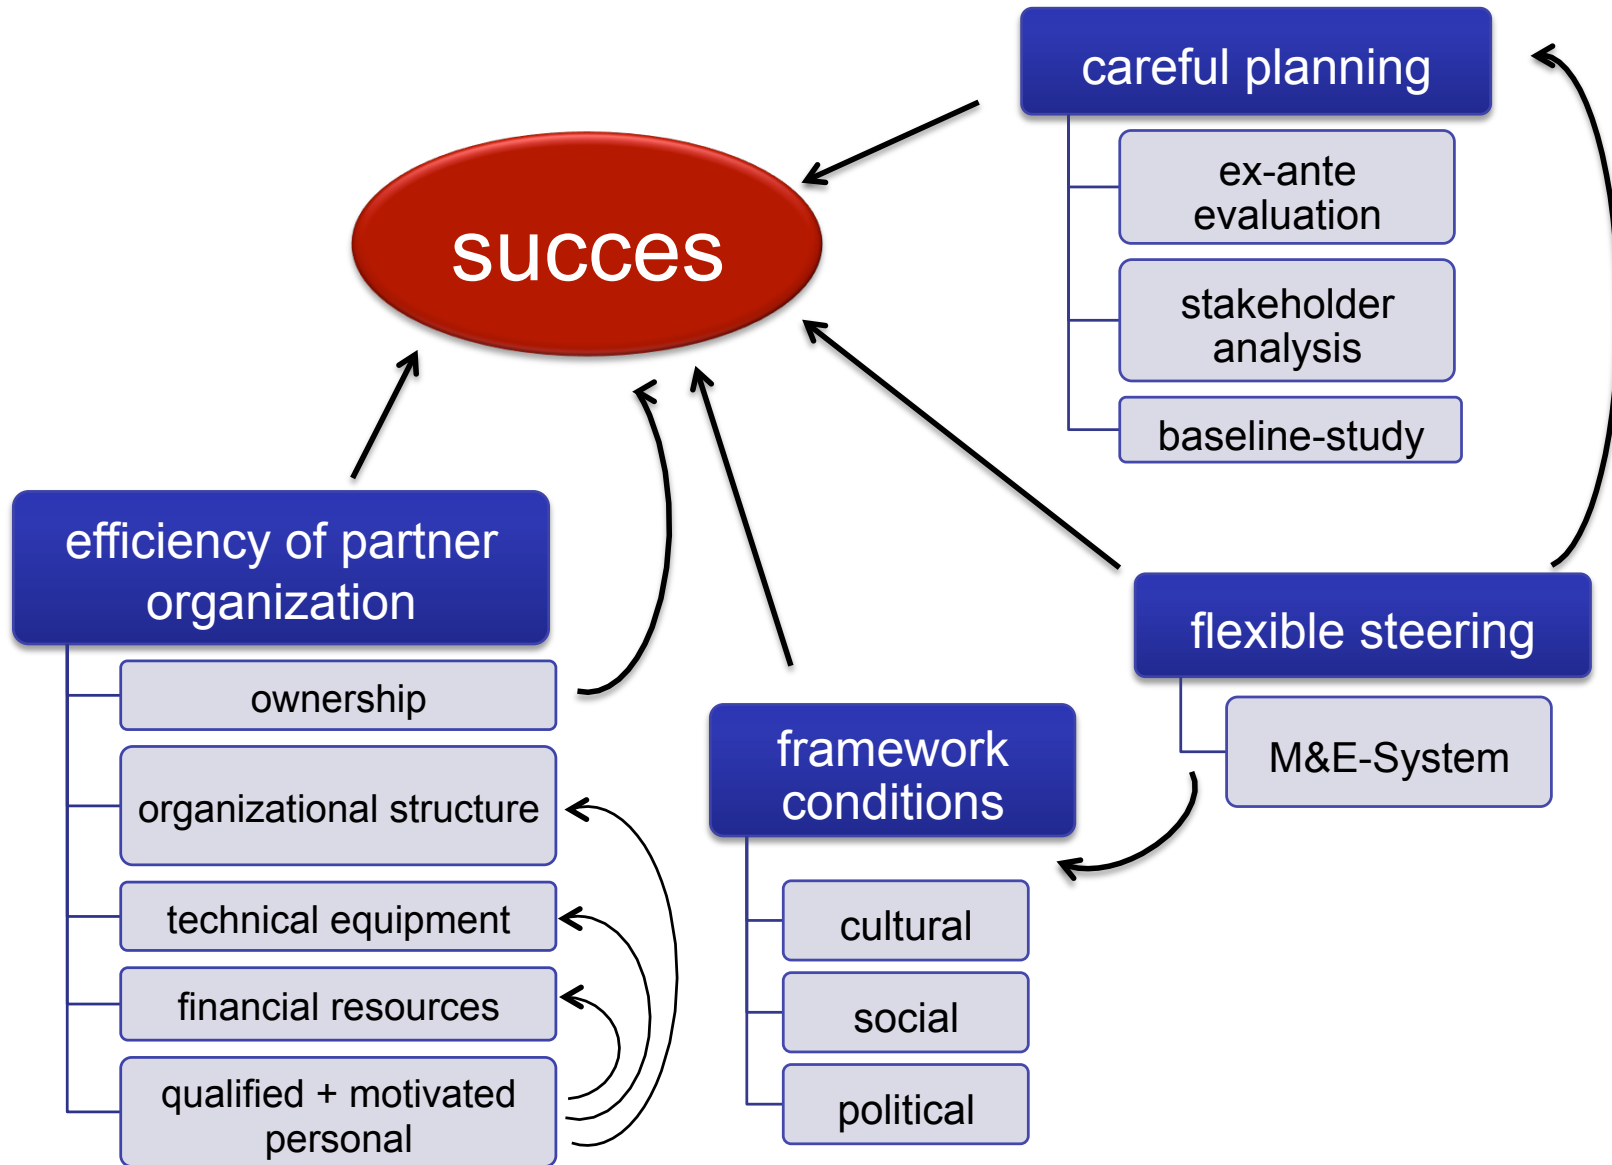 careful planning
ex-ante
evaluation
stakeholder
analysis
baseline-study
succes
efficiency of partner
organization
ownership
organizational structure
technical equipment
financial resources
qualified + motivated
personal
framework
conditions
cultural
social
political
flexible steering
M&E-System